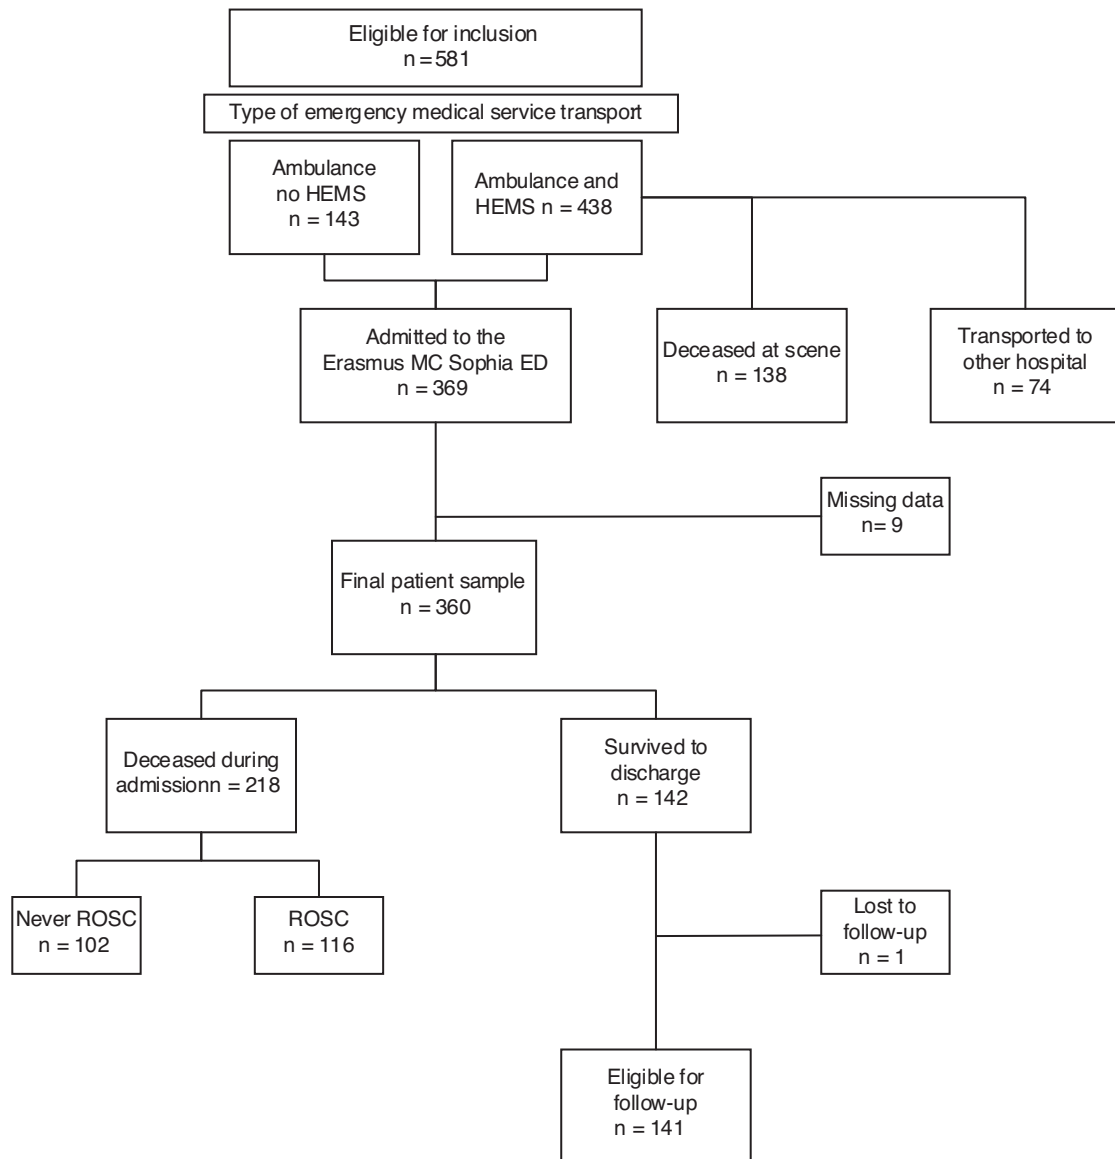 Eligible for inclusion
n = 581
Type of emergency medical service transport
Ambulance
no HEMS
n = 143
Ambulance and
HEMS n = 438
Admitted to the
Erasmus MC Sophia ED
n = 369
Deceased at scene
n = 138
Transported to
other hospital
n = 74
Missing data
n= 9
Final patient sample
n = 360
Deceased during
admissionn = 218
Survived to
discharge
n = 142
Never ROSC
n = 102
ROSC
n = 116
Lost to
follow-up
n = 1
Eligible for
follow-up
n = 141